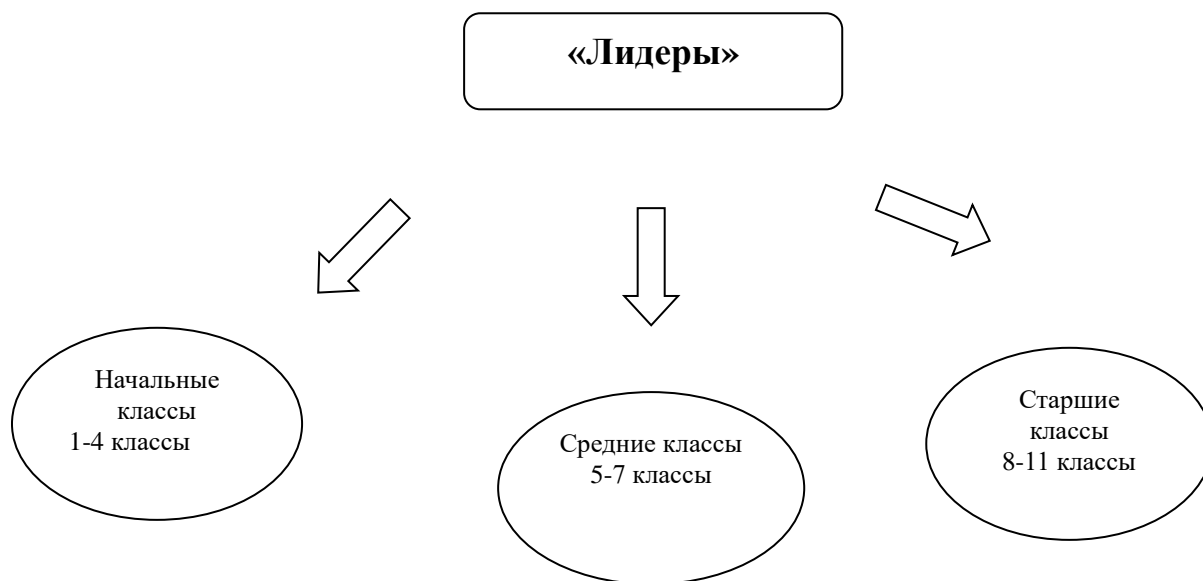 «Лидеры»
Начальные
классы
1-4 классы
Средние классы
5-7 классы
Старшие
классы
8-11 классы